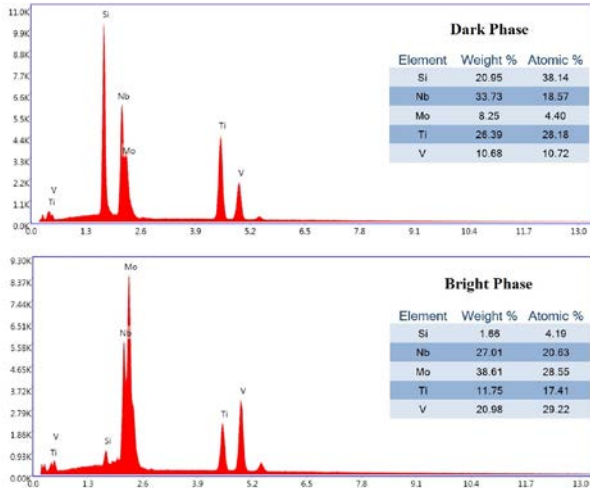 Dark Phase
Element Weight % Atomic %
Si 20.95 38.14
Nb 33.73 18.57
Mo 8.25 4.40
Ti 26.39 28.18
V 10.68 10.72
11.0K
9.9K
8.8K
7.7K
6.6K
5.5K
4.4K
3.3K
2.2K
1.1K
0.0K
Si
Nb
Mo
Ti
V
V
Ti
0.0 1.3 2.6 3.9 5.2 6.5 7.8 9.1 10.4 11.7 13.0
Bright Phase
Element Weight % Atomic %
Si 1.66 4.19
Nb 27.01 20.63
Mo 38.61 28.55
Ti 11.75 17.41
V 20.98 29.22
9.30K
8.37K
7.44K
6.51K
5.58K
4.65K
3.72K
2.79K
1.86K
0.93K
0.00K
Mo
Nb
Si
Ti
V
V
Ti
0.0 1.3 2.6 3.9 5.2 6.5 7.8 9.1 10.4 11.7 13.0